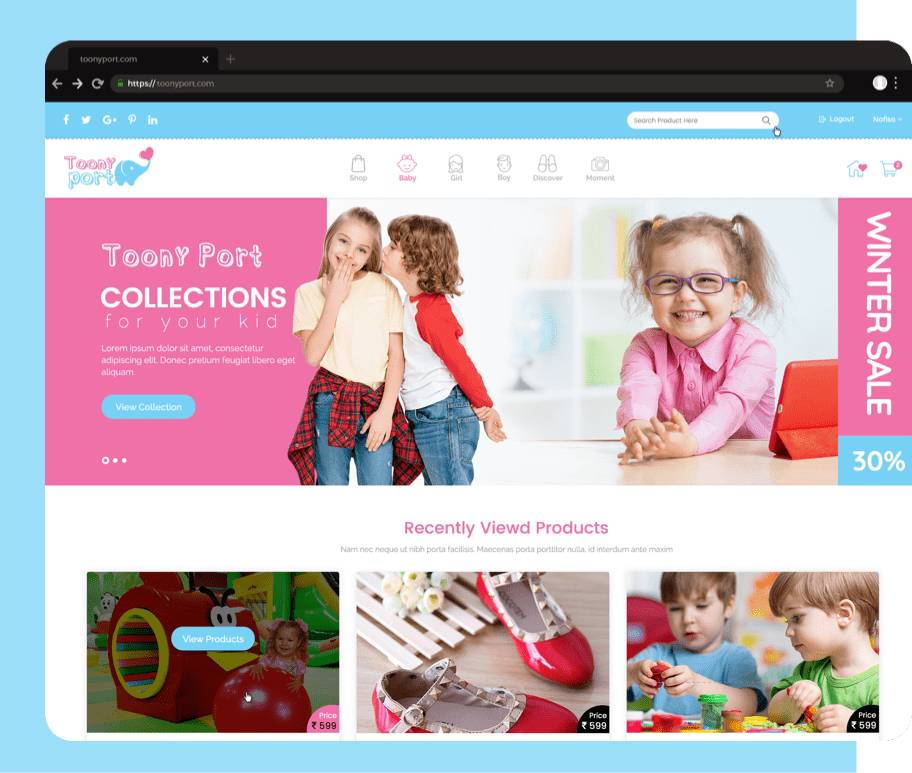 toonyport.com
https://toonyport.com
Search Product Here
Logout
Nafisa
Toony
port
Shop
Baby
Girl
Boy
Discover
Moment
2
Toony Port
COLLECTIONS
for your kid
Lorem ipsum dolor sit amet, consectetur
adipiscing elit. Donec pretium feugiat libero eget
aliquam.
View Collection
WINTER SALE
30%
Recently Viewd Products
Nam nec neque ut nibh porta facilisis. Maecenas porta porttitor nulla, id interdum ante maxim
View Products
Price
₹ 599
Price
₹ 599
Price
₹ 599